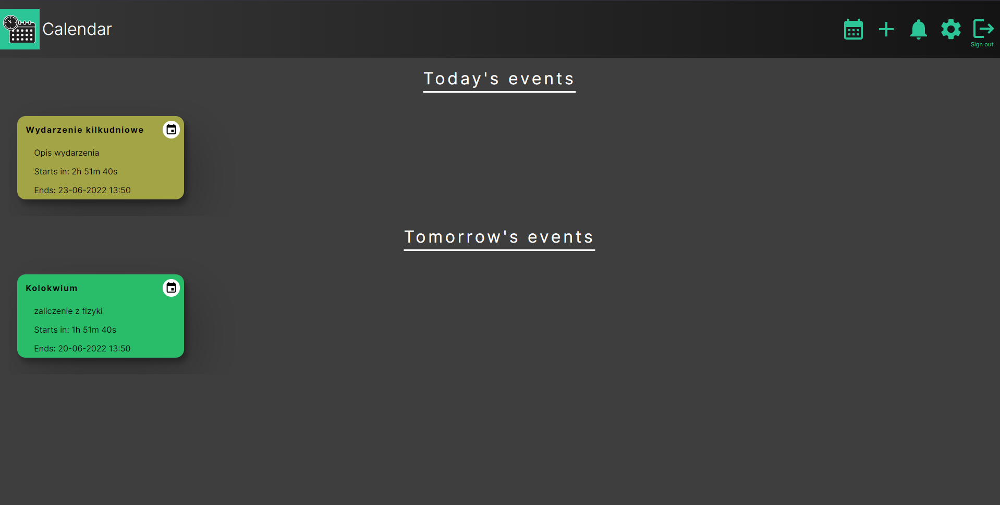 Calendar
Sign out
Today's events
Wydarzenie kilkudniowe
Opis wydarzenia
Starts in: 2h 51m 40s
Ends: 23-06-2022 13:50
Tomorrow's events
Kolokwium
zaliczenie z fizyki
Starts in: 1h 51m 40s
Ends: 20-06-2022 13:50